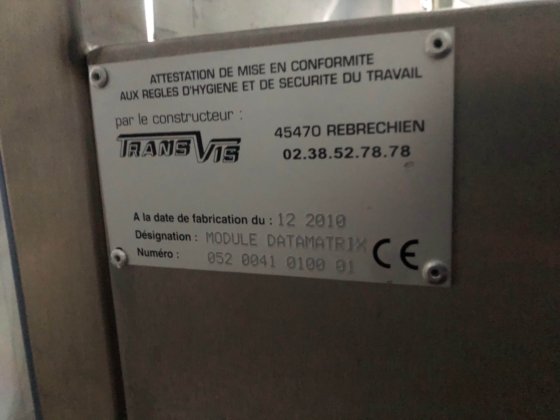 ATTESTATION DE MISE EN CONFORMITE
AUX REGLES D'HYGIENE ET DE SECURITE DU TRAVAIL
par le constructeur :
TRANSVIS
45470 REBRECHIEN
02.38.52.78.78
A la date de fabrication du : 12 2010
Désignation : MODULE DATAMATRIX
Numéro : 052 0041 0100 01
CE